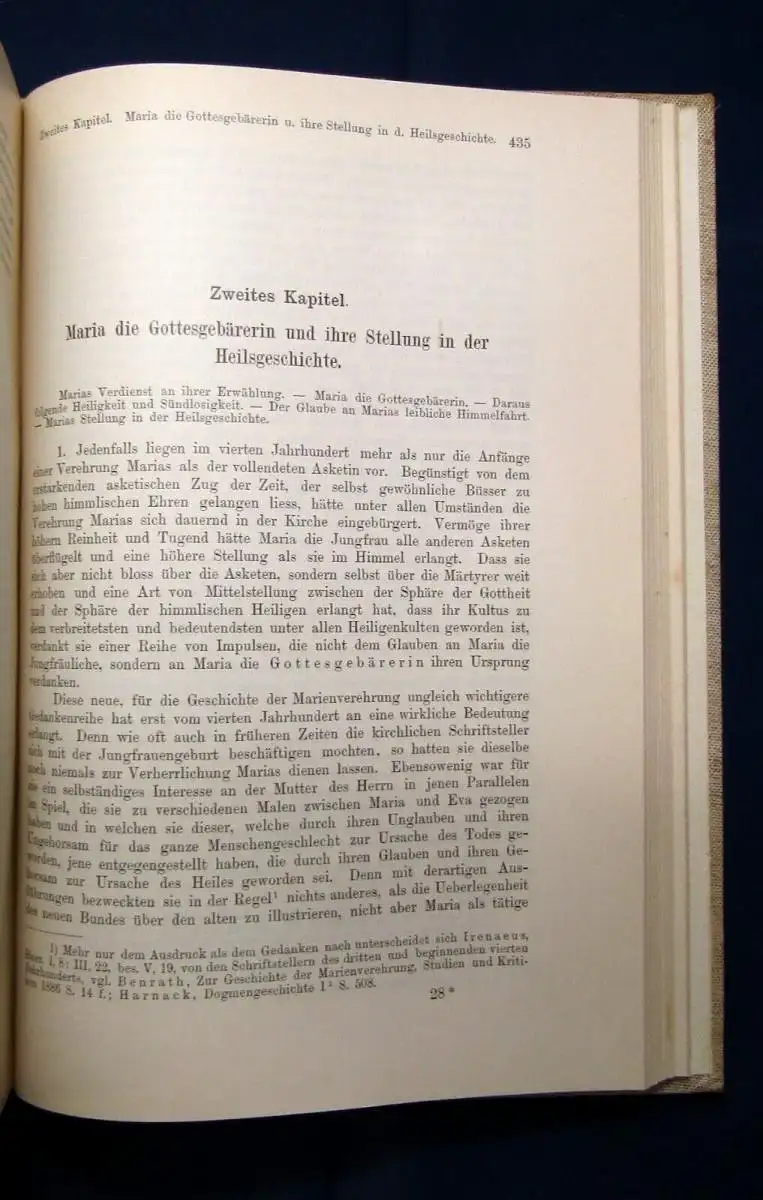 Zweites Kapitel. Maria die Gottesgebärerin u. ihre Stellung in d. Heilsgeschichte. 435
Zweites Kapitel.
Maria die Gottesgebärerin und ihre Stellung in der
Heilsgeschichte.
Marias Verdienst an ihrer Erwählung. — Maria die Gottesgebärerin. — Daraus
folgende Heiligkeit und Sündlosigkeit. — Der Glaube an Marias leibliche Himmelfahrt.
— Marias Stellung in der Heilsgeschichte.
1. Jedenfalls liegen im vierten Jahrhundert mehr als nur die Anfänge
einer Verehrung Marias als der vollendeten Asketin vor. Begünstigt von dem
erstarkenden asketischen Zug der Zeit, der selbst gewöhnliche Büsser zu
hohen himmlischen Ehren gelangen liess, hätte unter allen Umständen die
Verehrung Marias sich dauernd in der Kirche eingebürgert. Vermöge ihrer
höhern Reinheit und Tugend hätte Maria die Jungfrau alle anderen Asketen
überflügelt und eine höhere Stellung als sie im Himmel erlangt. Dass sie
sich aber nicht bloss über die Asketen, sondern selbst über die Märtyrer weit
erhoben und eine Art von Mittelstellung zwischen der Sphäre der Gottheit
und der Sphäre der himmlischen Heiligen erlangt hat, dass ihr Kultus zu
dem verbreitetsten und bedeutendsten unter allen Heiligenkulten geworden ist,
verdankt sie einer Reihe von Impulsen, die nicht dem Glauben an Maria die
Jungfräuliche, sondern an Maria die Gottesgebärerin ihren Ursprung
verdanken.
Diese neue, für die Geschichte der Marienverehrung ungleich wichtigere
Gedankenreihe hat erst vom vierten Jahrhundert an eine wirkliche Bedeutung
erlangt. Denn wie oft auch in früheren Zeiten die kirchlichen Schriftsteller
sich mit der Jungfrauengeburt beschäftigen mochten, so hatten sie dieselbe
noch niemals zur Verherrlichung Marias dienen lassen. Ebensowenig war für
sie ein selbständiges Interesse an der Mutter des Herrn in jenen Parallelen
im Spiel, die sie zu verschiedenen Malen zwischen Maria und Eva gezogen
haben und in welchen sie dieser, welche durch ihren Unglauben und ihren
Ungehorsam für das ganze Menschengeschlecht zur Ursache des Todes ge-
worden, jene entgegengestellt haben, die durch ihren Glauben und ihren Ge-
horsam zur Ursache des Heiles geworden sei. Denn mit derartigen Aus-
führungen bezweckten sie in der Regel¹ nichts anderes, als die Ueberlegenheit
des neuen Bundes über den alten zu illustrieren, nicht aber Maria als tätige
1) Mehr nur dem Ausdruck als dem Gedanken nach unterscheidet sich Irenaeus,
I, 8; III, 22, bes. V, 19, von den Schriftstellern des dritten und beginnenden vierten
Jahrhunderts, vgl. Benrath, Zur Geschichte der Marienverehrung, Studien und Kriti-
ken 1886 S. 14 f.; Harnack, Dogmengeschichte I² S. 508.
28*